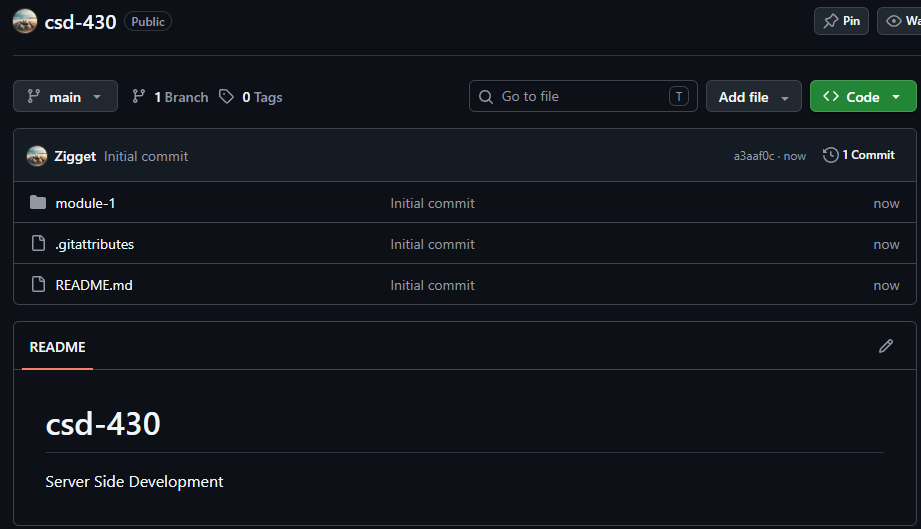 csd-430 Public Pin Wa
main 1 Branch 0 Tags Go to file T Add file Code
Zigget Initial commit a3aaf0c · now 1 Commit
module-1 Initial commit now
.gitattributes Initial commit now
README.md Initial commit now
README
csd-430
Server Side Development